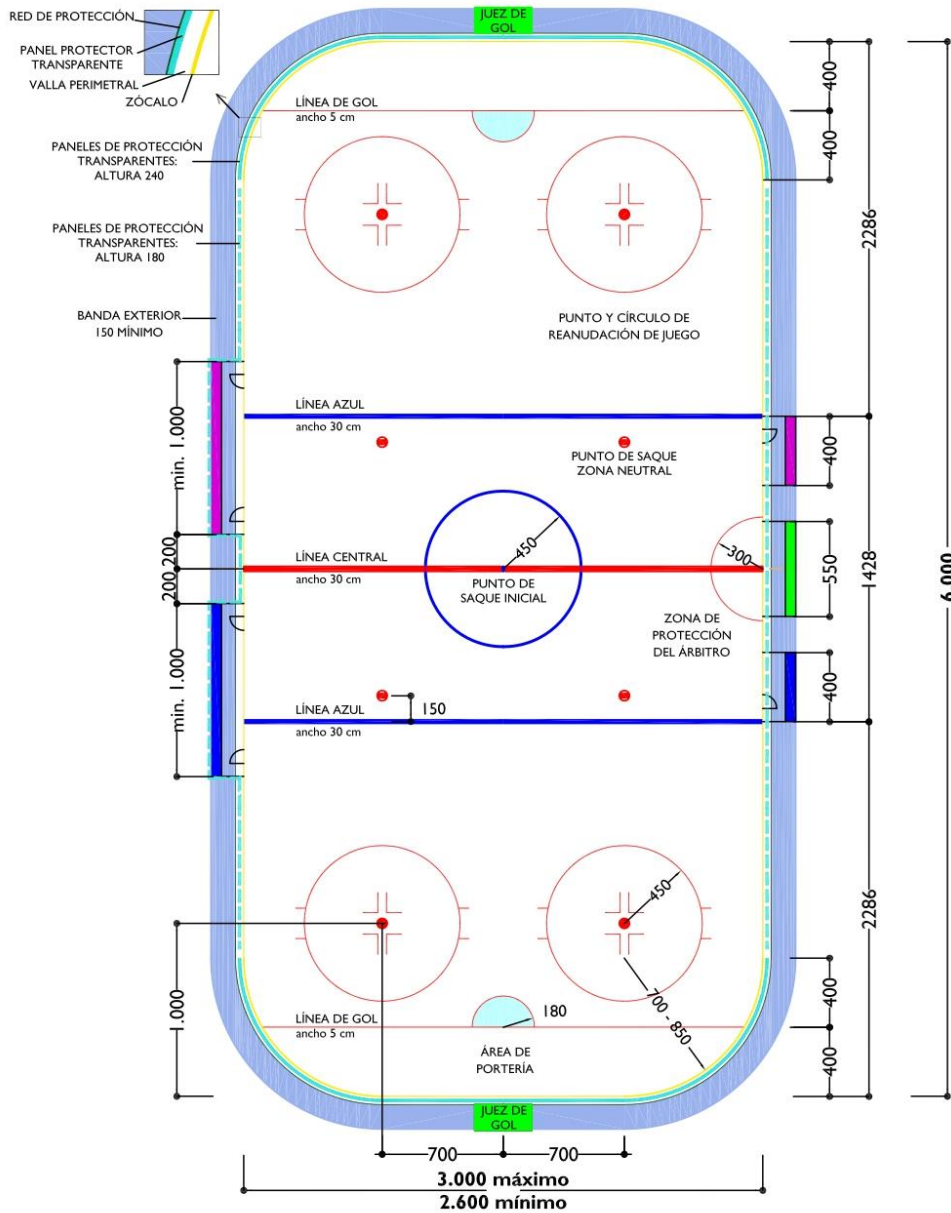 JUEZ DE
GOL
RED DE PROTECCIÓN
PANEL PROTECTOR
TRANSPARENTE
VALLA PERIMETRAL
ZÓCALO
LÍNEA DE GOL
ancho 5 cm
400
400
PANELES DE PROTECCIÓN
TRANSPARENTES:
ALTURA 240
PANELES DE PROTECCIÓN
TRANSPARENTES:
ALTURA 180
2286
BANDA EXTERIOR
150 MÍNIMO
PUNTO Y CÍRCULO DE
REANUDACIÓN DE JUEGO
LÍNEA AZUL
ancho 30 cm
min. 1.000
PUNTO DE SAQUE
ZONA NEUTRAL
400
200
200
LÍNEA CENTRAL
ancho 30 cm
450
PUNTO DE
SAQUE INICIAL
300
550
1428
6.000
ZONA DE
PROTECCIÓN
DEL ÁRBITRO
min. 1.000
400
150
LÍNEA AZUL
ancho 30 cm
450
2286
1.000
700 - 850
400
LÍNEA DE GOL
ancho 5 cm
180
ÁREA DE
PORTERÍA
400
JUEZ DE
GOL
700
700
3.000 máximo
2.600 mínimo